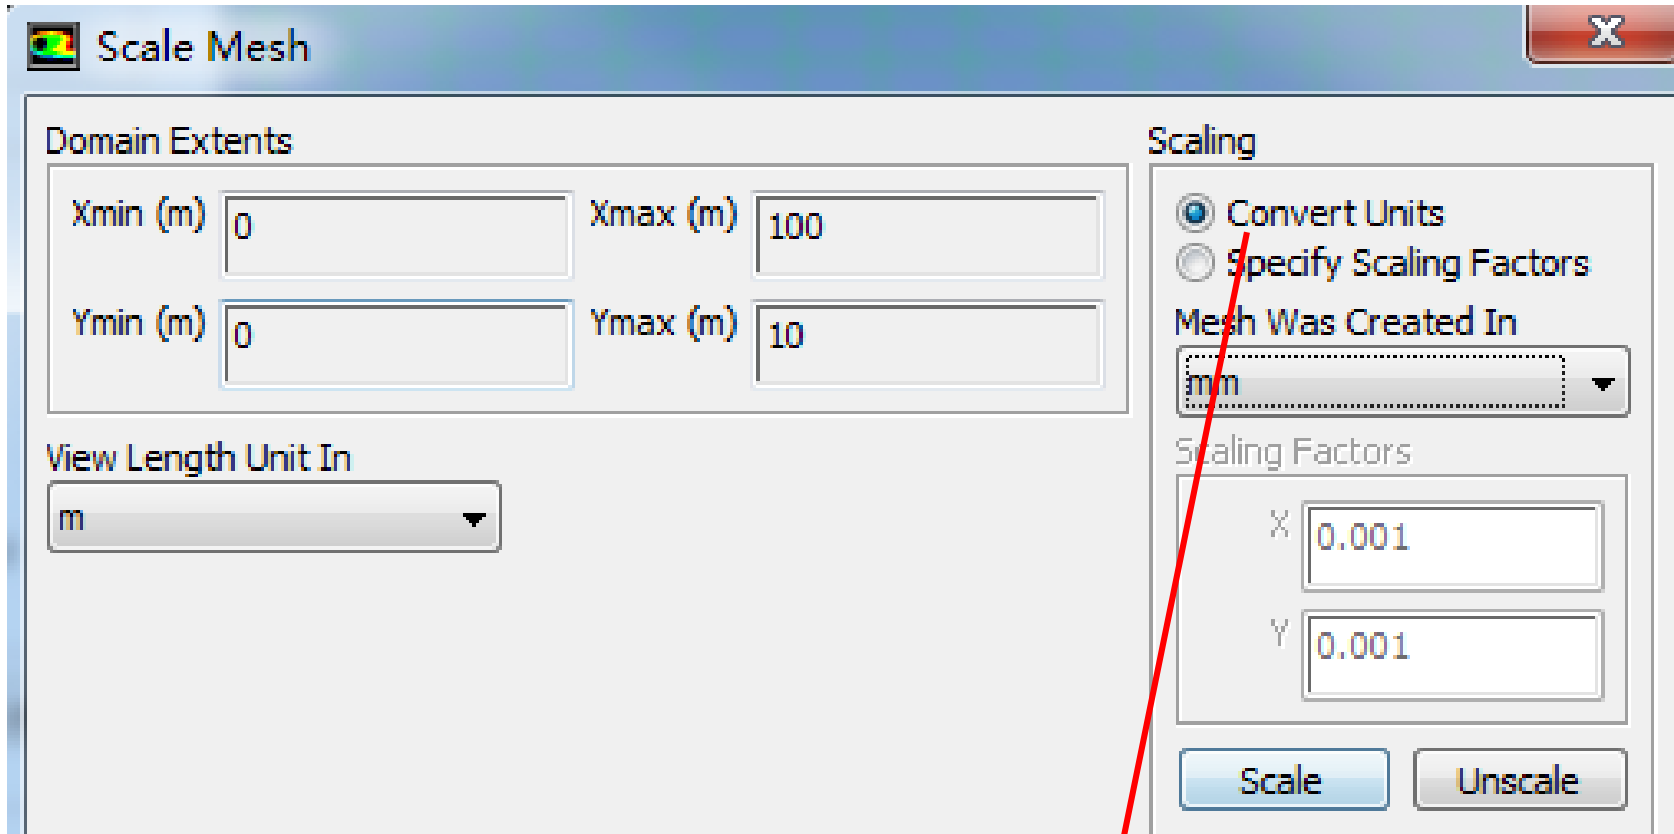 Scale Mesh
Domain Extents
Xmin (m) 0 Xmax (m) 100
Ymin (m) 0 Ymax (m) 10
View Length Unit In
m
Scaling
Convert Units
Specify Scaling Factors
Mesh Was Created In
mm
Scaling Factors
X 0.001
Y 0.001
Scale Unscale